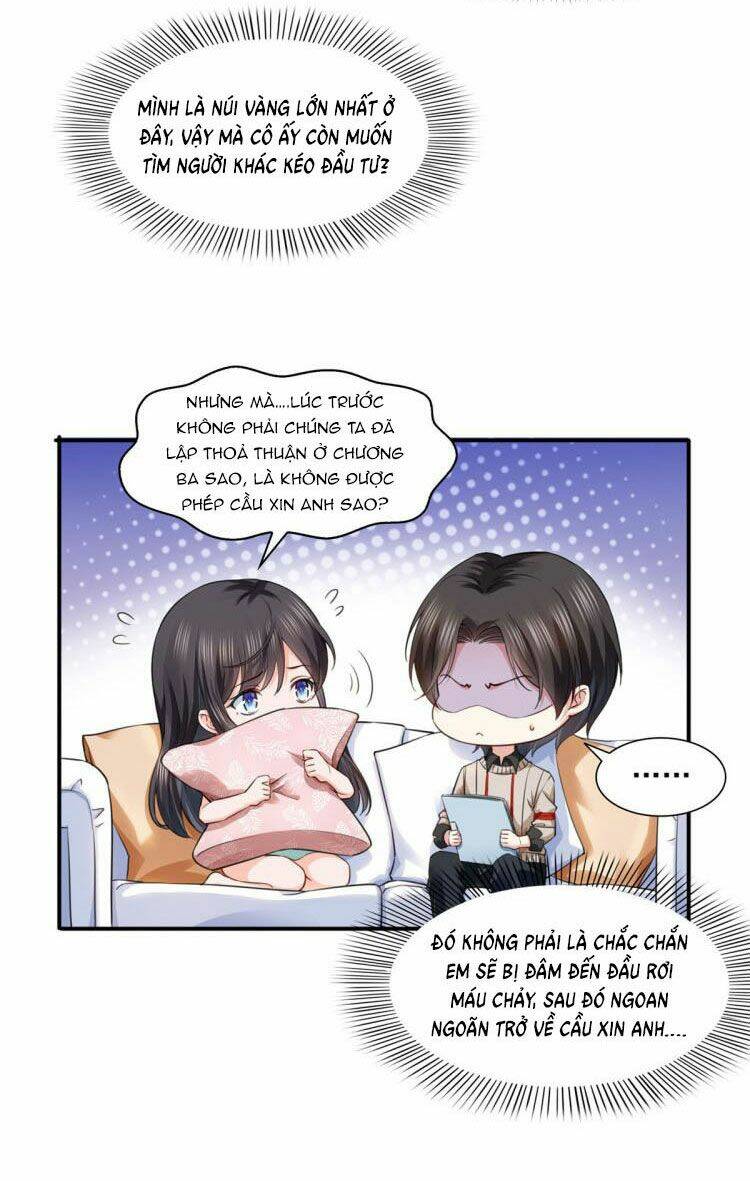 MÌNH LÀ NÚI VÀNG LỚN NHẤT Ở
ĐÂY, VẬY MÀ CÔ ẤY CÒN MUỐN
TÌM NGƯỜI KHÁC KÉO ĐẦU TƯ?
NHƯNG MÀ....LÚC TRƯỚC
KHÔNG PHẢI CHÚNG TA ĐÃ
LẬP THOẢ THUẬN Ở CHƯƠNG
BA SAO, LÀ KHÔNG ĐƯỢC
PHÉP CẦU XIN ANH SAO?
......
ĐÓ KHÔNG PHẢI LÀ CHẮC CHẮN
EM SẼ BỊ ĐÂM ĐẾN ĐẦU RƠI
MÁU CHẢY, SAU ĐÓ NGOAN
NGOÃN TRỞ VỀ CẦU XIN ANH....